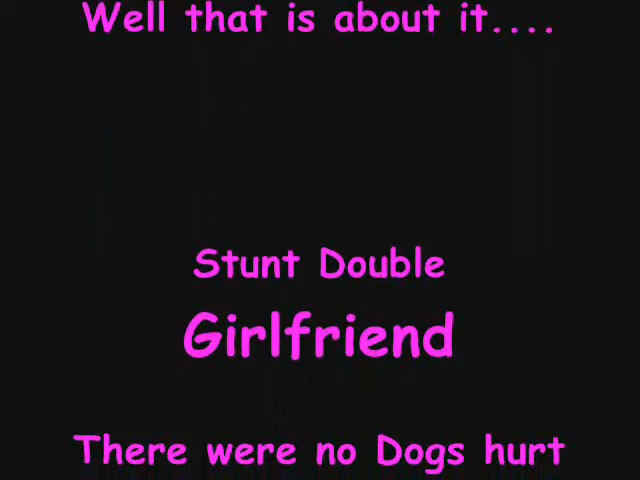 Well that is about it....
Stunt Double
Girlfriend
There were no Dogs hurt